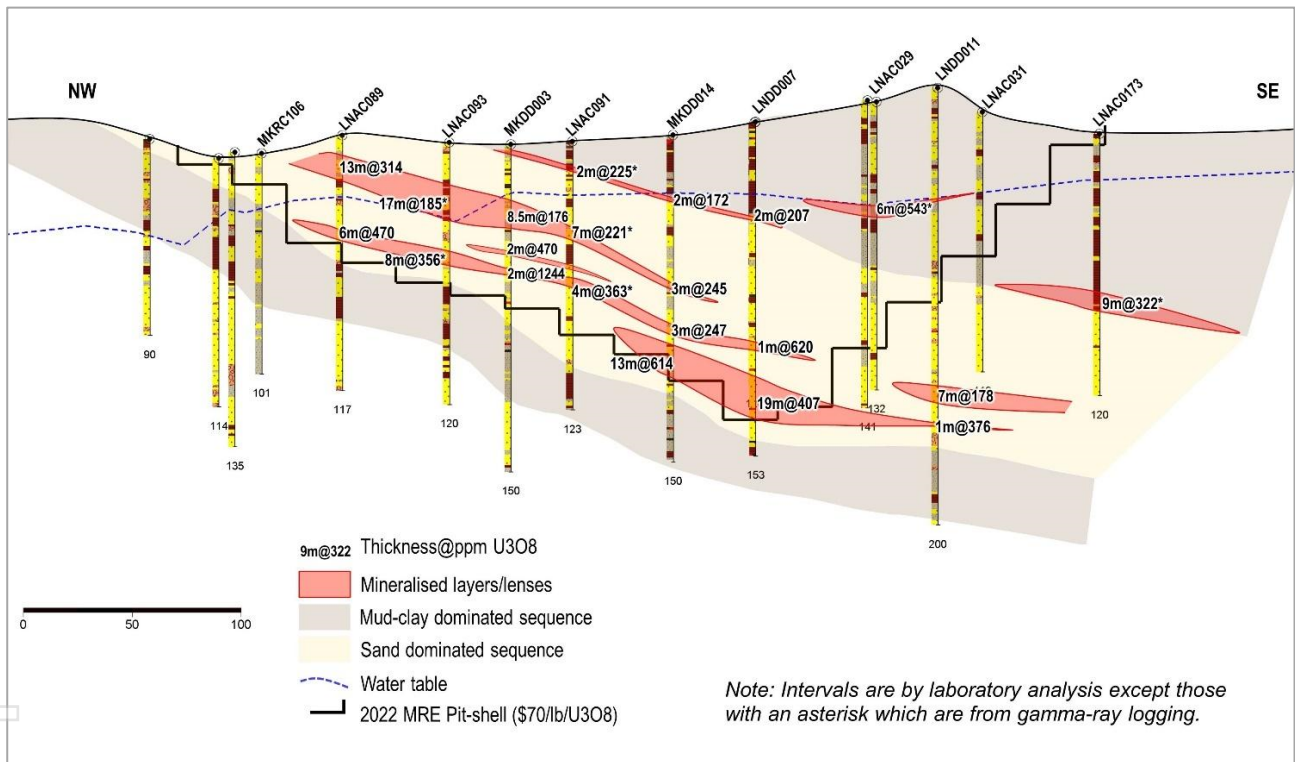 NW
SE
MKRC106
LNAC089
LNAC093
MKDD003
LNAC091
MKDD014
LNDD007
LNAC029
LNDD011
LNAC031
LNAC0173
13m@314
2m@225*
17m@185*
2m@172
8.5m@176
2m@207
6m@543*
6m@470
7m@221*
2m@470
8m@356*
2m@1244
3m@245
4m@363*
9m@322*
3m@247
1m@620
13m@614
7m@178
19m@407
1m@376
90
101
114
117
120
123
132
141
120
135
150
150
153
200
9m@322 Thickness@ppm U3O8
Mineralised layers/lenses
Mud-clay dominated sequence
Sand dominated sequence
Water table
2022 MRE Pit-shell ($70/lb/U3O8)
0 50 100
Note: Intervals are by laboratory analysis except those
with an asterisk which are from gamma-ray logging.